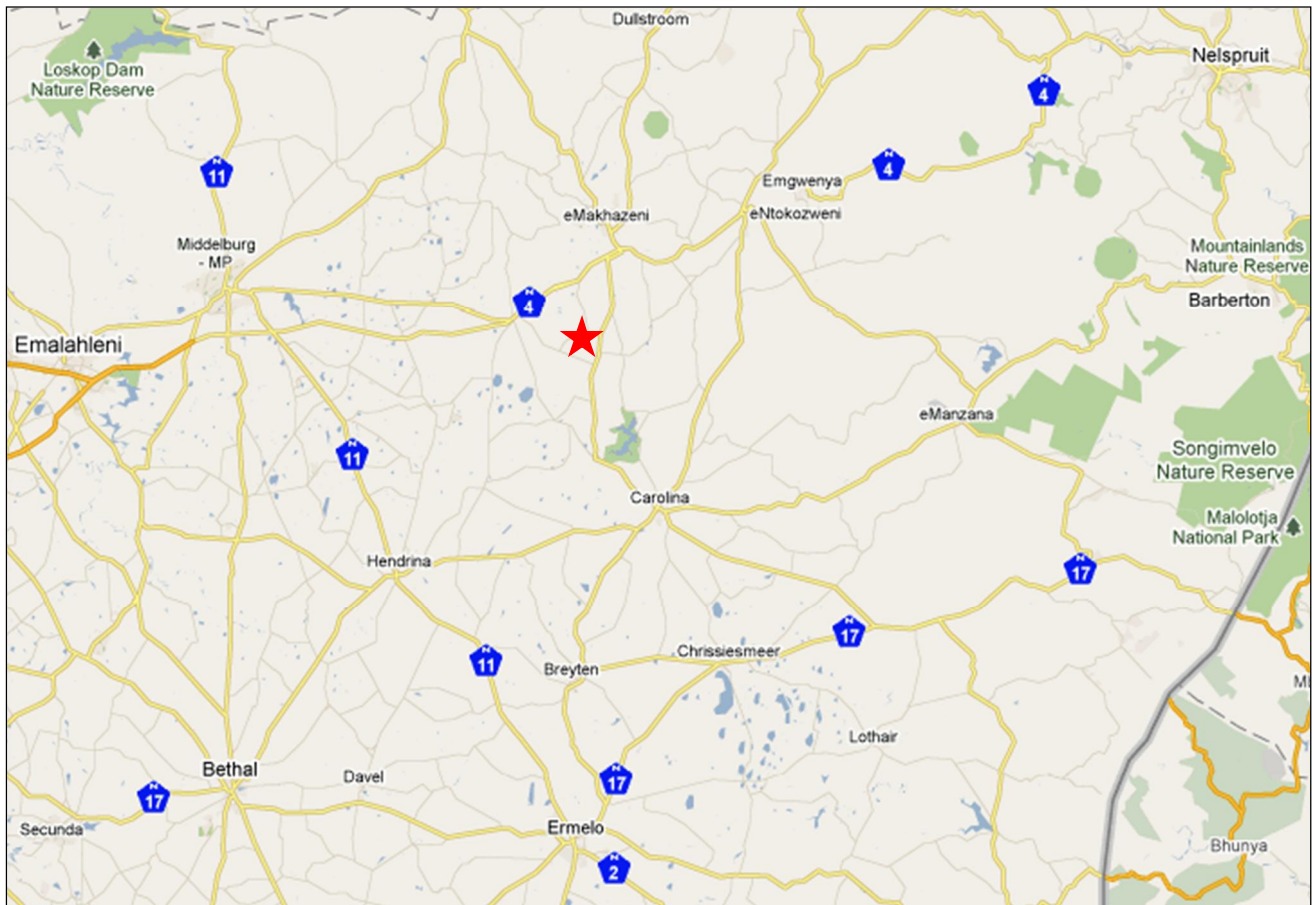 Dullstroom
Nelspruit
Loskop Dam
Nature Reserve
N
4
N
11
N
4
Emgwenya
eMakhazeni
eNtokozweni
Middelburg
- MP
Mountainlands
Nature Reserve
N
4
Barberton
Emalahleni
eManzana
N
11
Songimvelo
Nature Reserve
Carolina
Malolotja
National Park
Hendrina
N
17
N
17
Chrissiesmeer
N
11
Breyten
Lothair
Bethal
Davel
N
17
N
17
Secunda
Ermelo
Bhunya
N
2